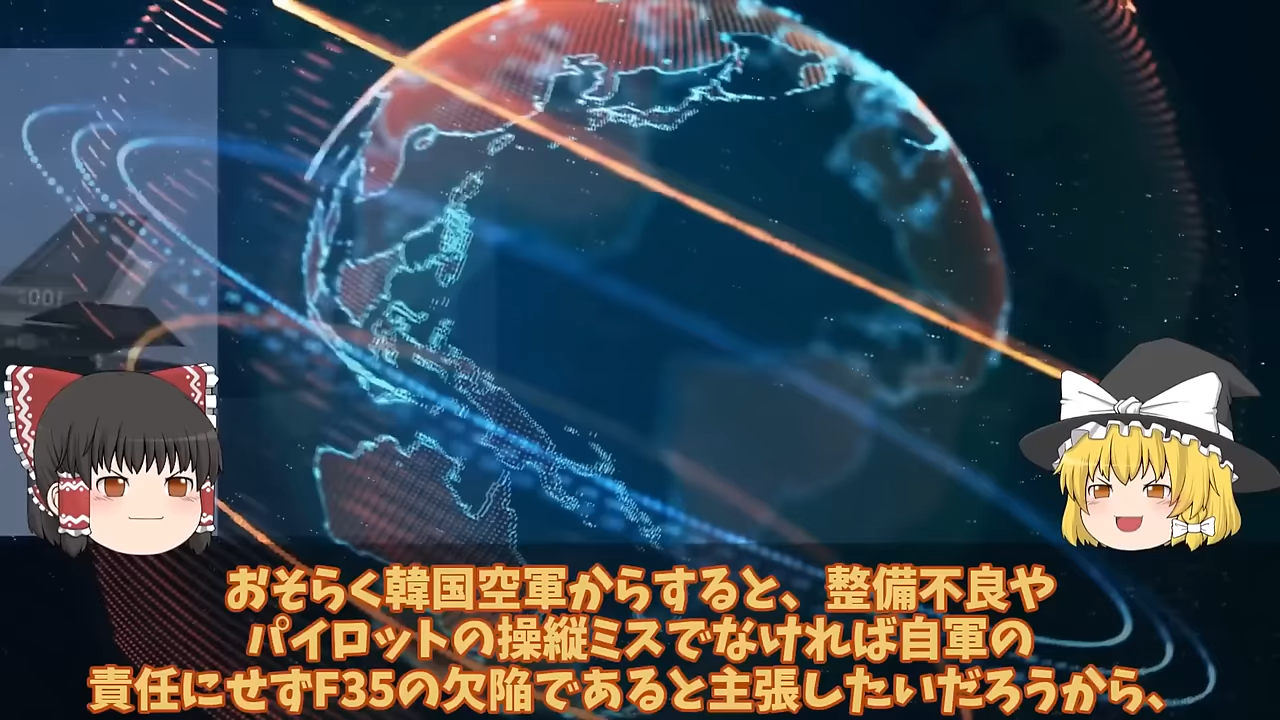 001
おそらく韓国空軍からすると、整備不良や
パイロットの操縦ミスでなければ自軍の
責任にせずF35の欠陥であると主張したいだろうから、